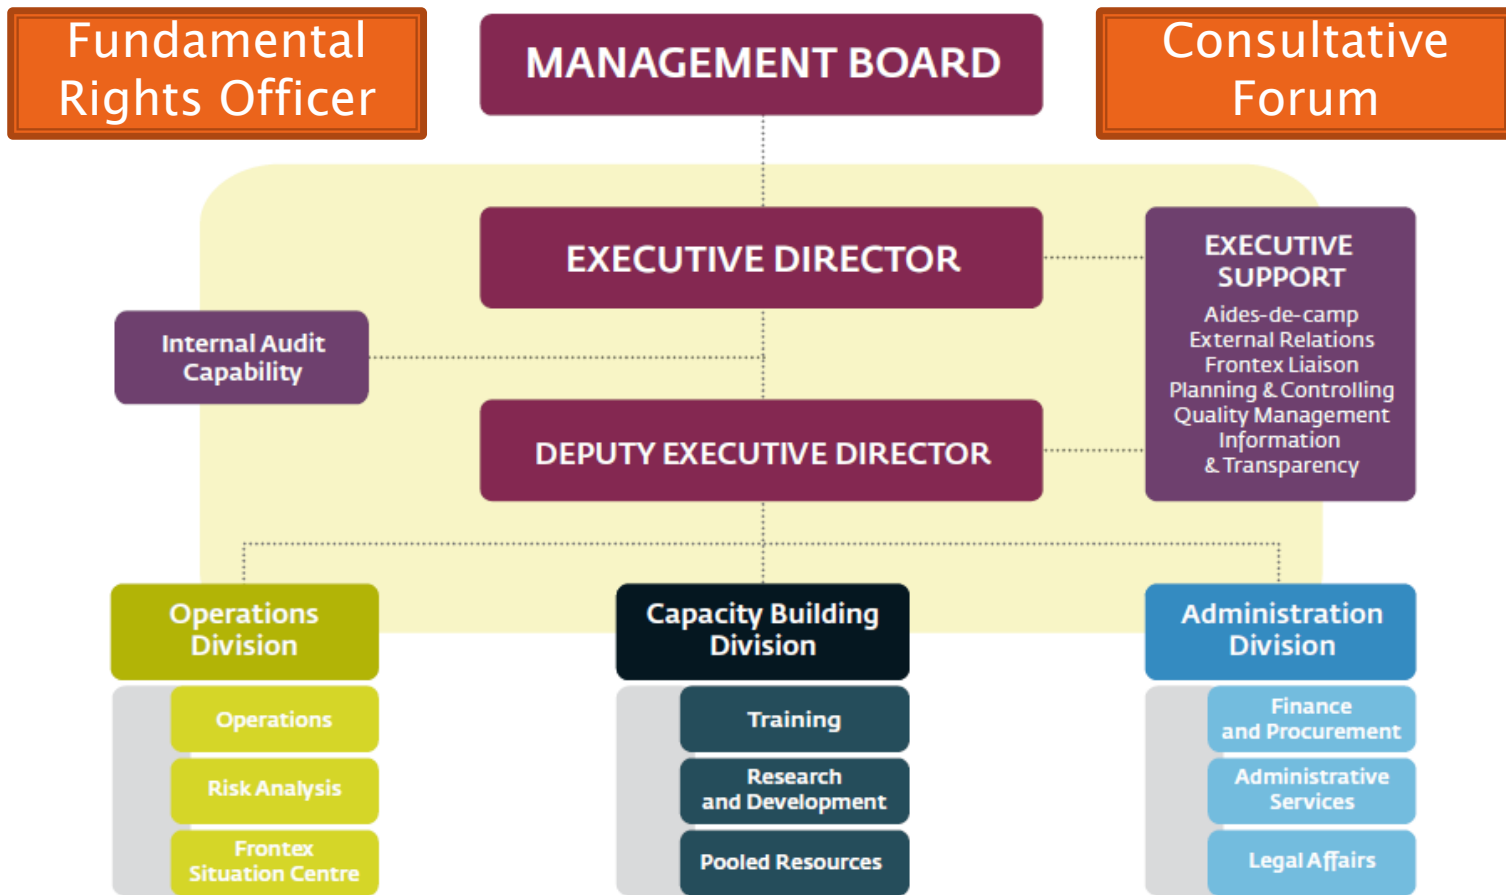 Fundamental
Rights Officer
MANAGEMENT BOARD
Consultative
Forum
EXECUTIVE DIRECTOR
EXECUTIVE
SUPPORT
Aides-de-camp
External Relations
Frontex Liaison
Planning & Controlling
Quality Management
Information
& Transparency
Internal Audit
Capability
DEPUTY EXECUTIVE DIRECTOR
Operations
Division
Operations
Risk Analysis
Frontex
Situation Centre
Capacity Building
Division
Training
Research
and Development
Pooled Resources
Administration
Division
Finance
and Procurement
Administrative
Services
Legal Affairs